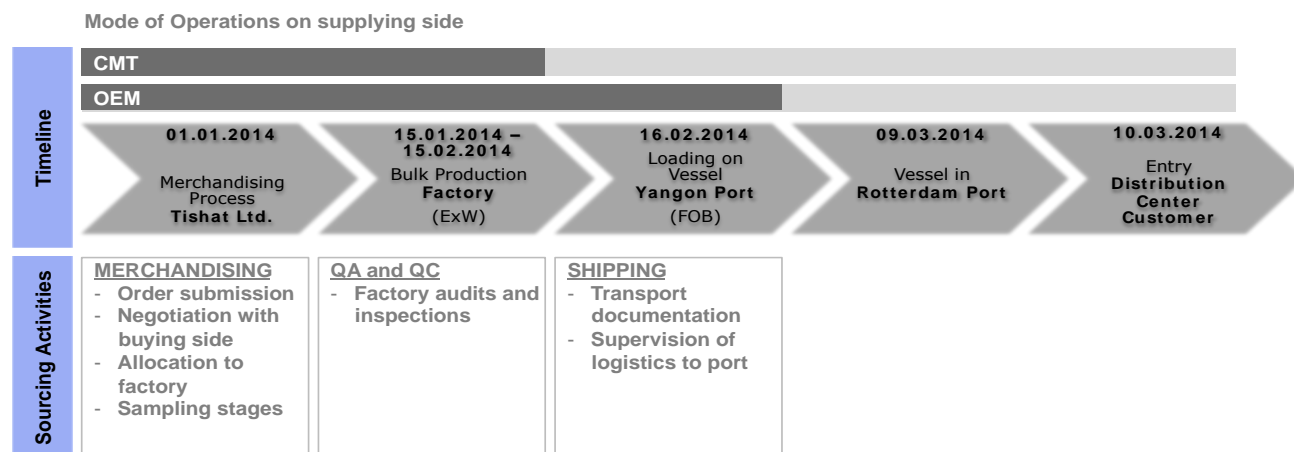 Mode of Operations on supplying side
Timeline
CMT
OEM
01.01.2014
Merchandising
Process
Tishat Ltd.
15.01.2014 –
15.02.2014
Bulk Production
Factory
(ExW)
16.02.2014
Loading on
Vessel
Yangon Port
(FOB)
09.03.2014
Vessel in
Rotterdam Port
10.03.2014
Entry
Distribution
Center
Customer
Sourcing Activities
MERCHANDISING
- Order submission
- Negotiation with
buying side
- Allocation to
factory
- Sampling stages
QA and QC
- Factory audits and
inspections
SHIPPING
- Transport
documentation
- Supervision of
logistics to port